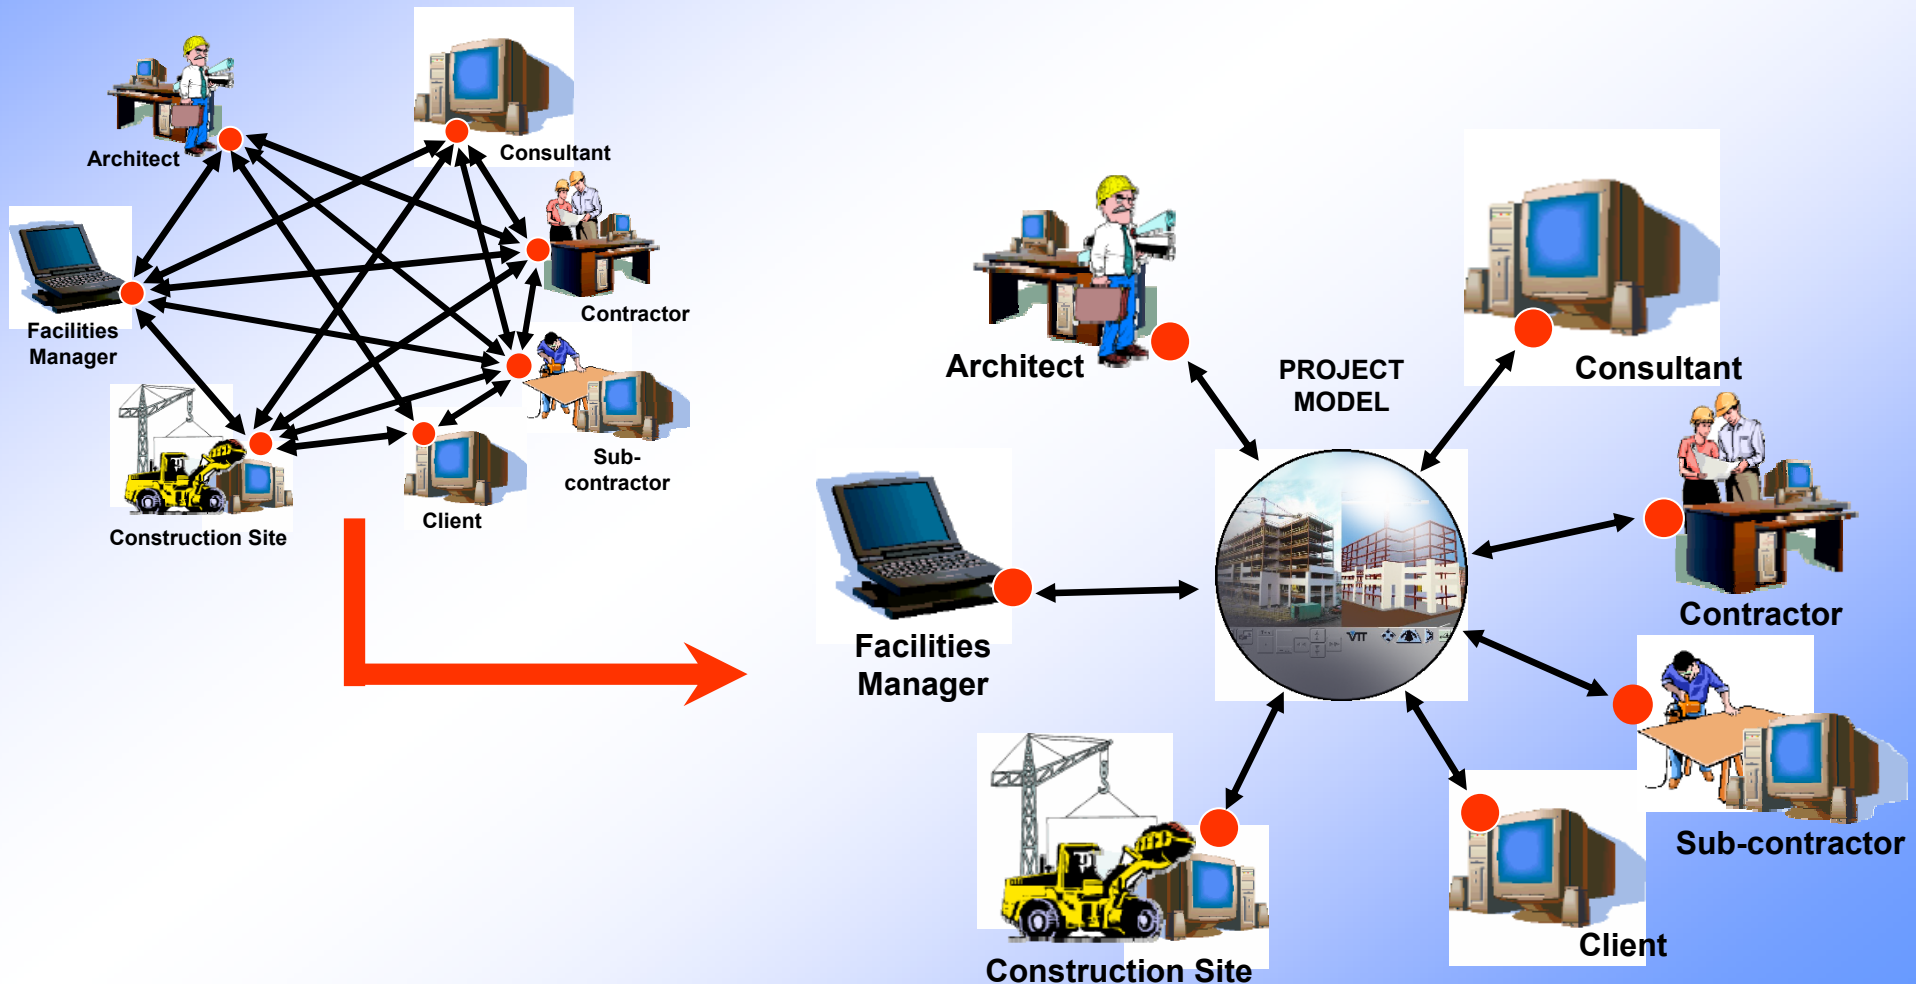 Architect
Consultant
Facilities
Manager
Contractor
Sub-
contractor
Client
Construction Site
Architect
PROJECT
MODEL
Consultant
Contractor
Facilities
Manager
VTT
Sub-contractor
Client
Construction Site